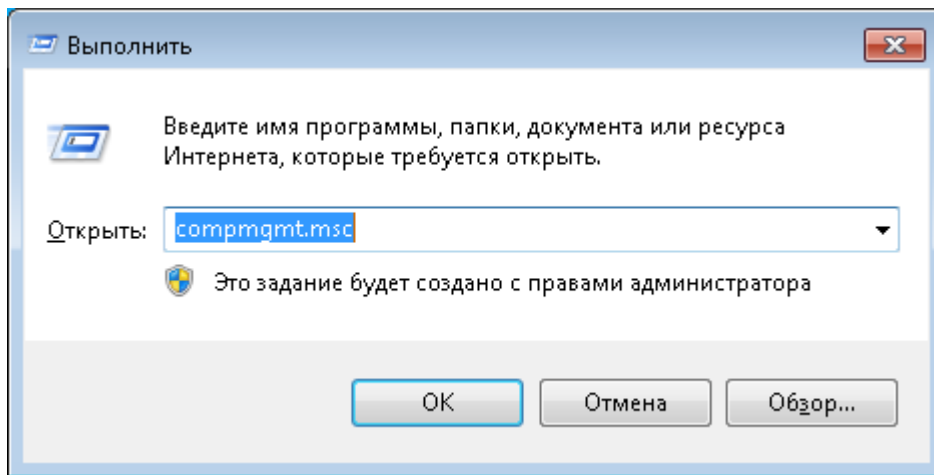 Выполнить
Введите имя программы, папки, документа или ресурса
Интернета, которые требуется открыть.
Открыть: compmgmt.msc
Это задание будет создано с правами администратора
ОК Отмена Обзор...